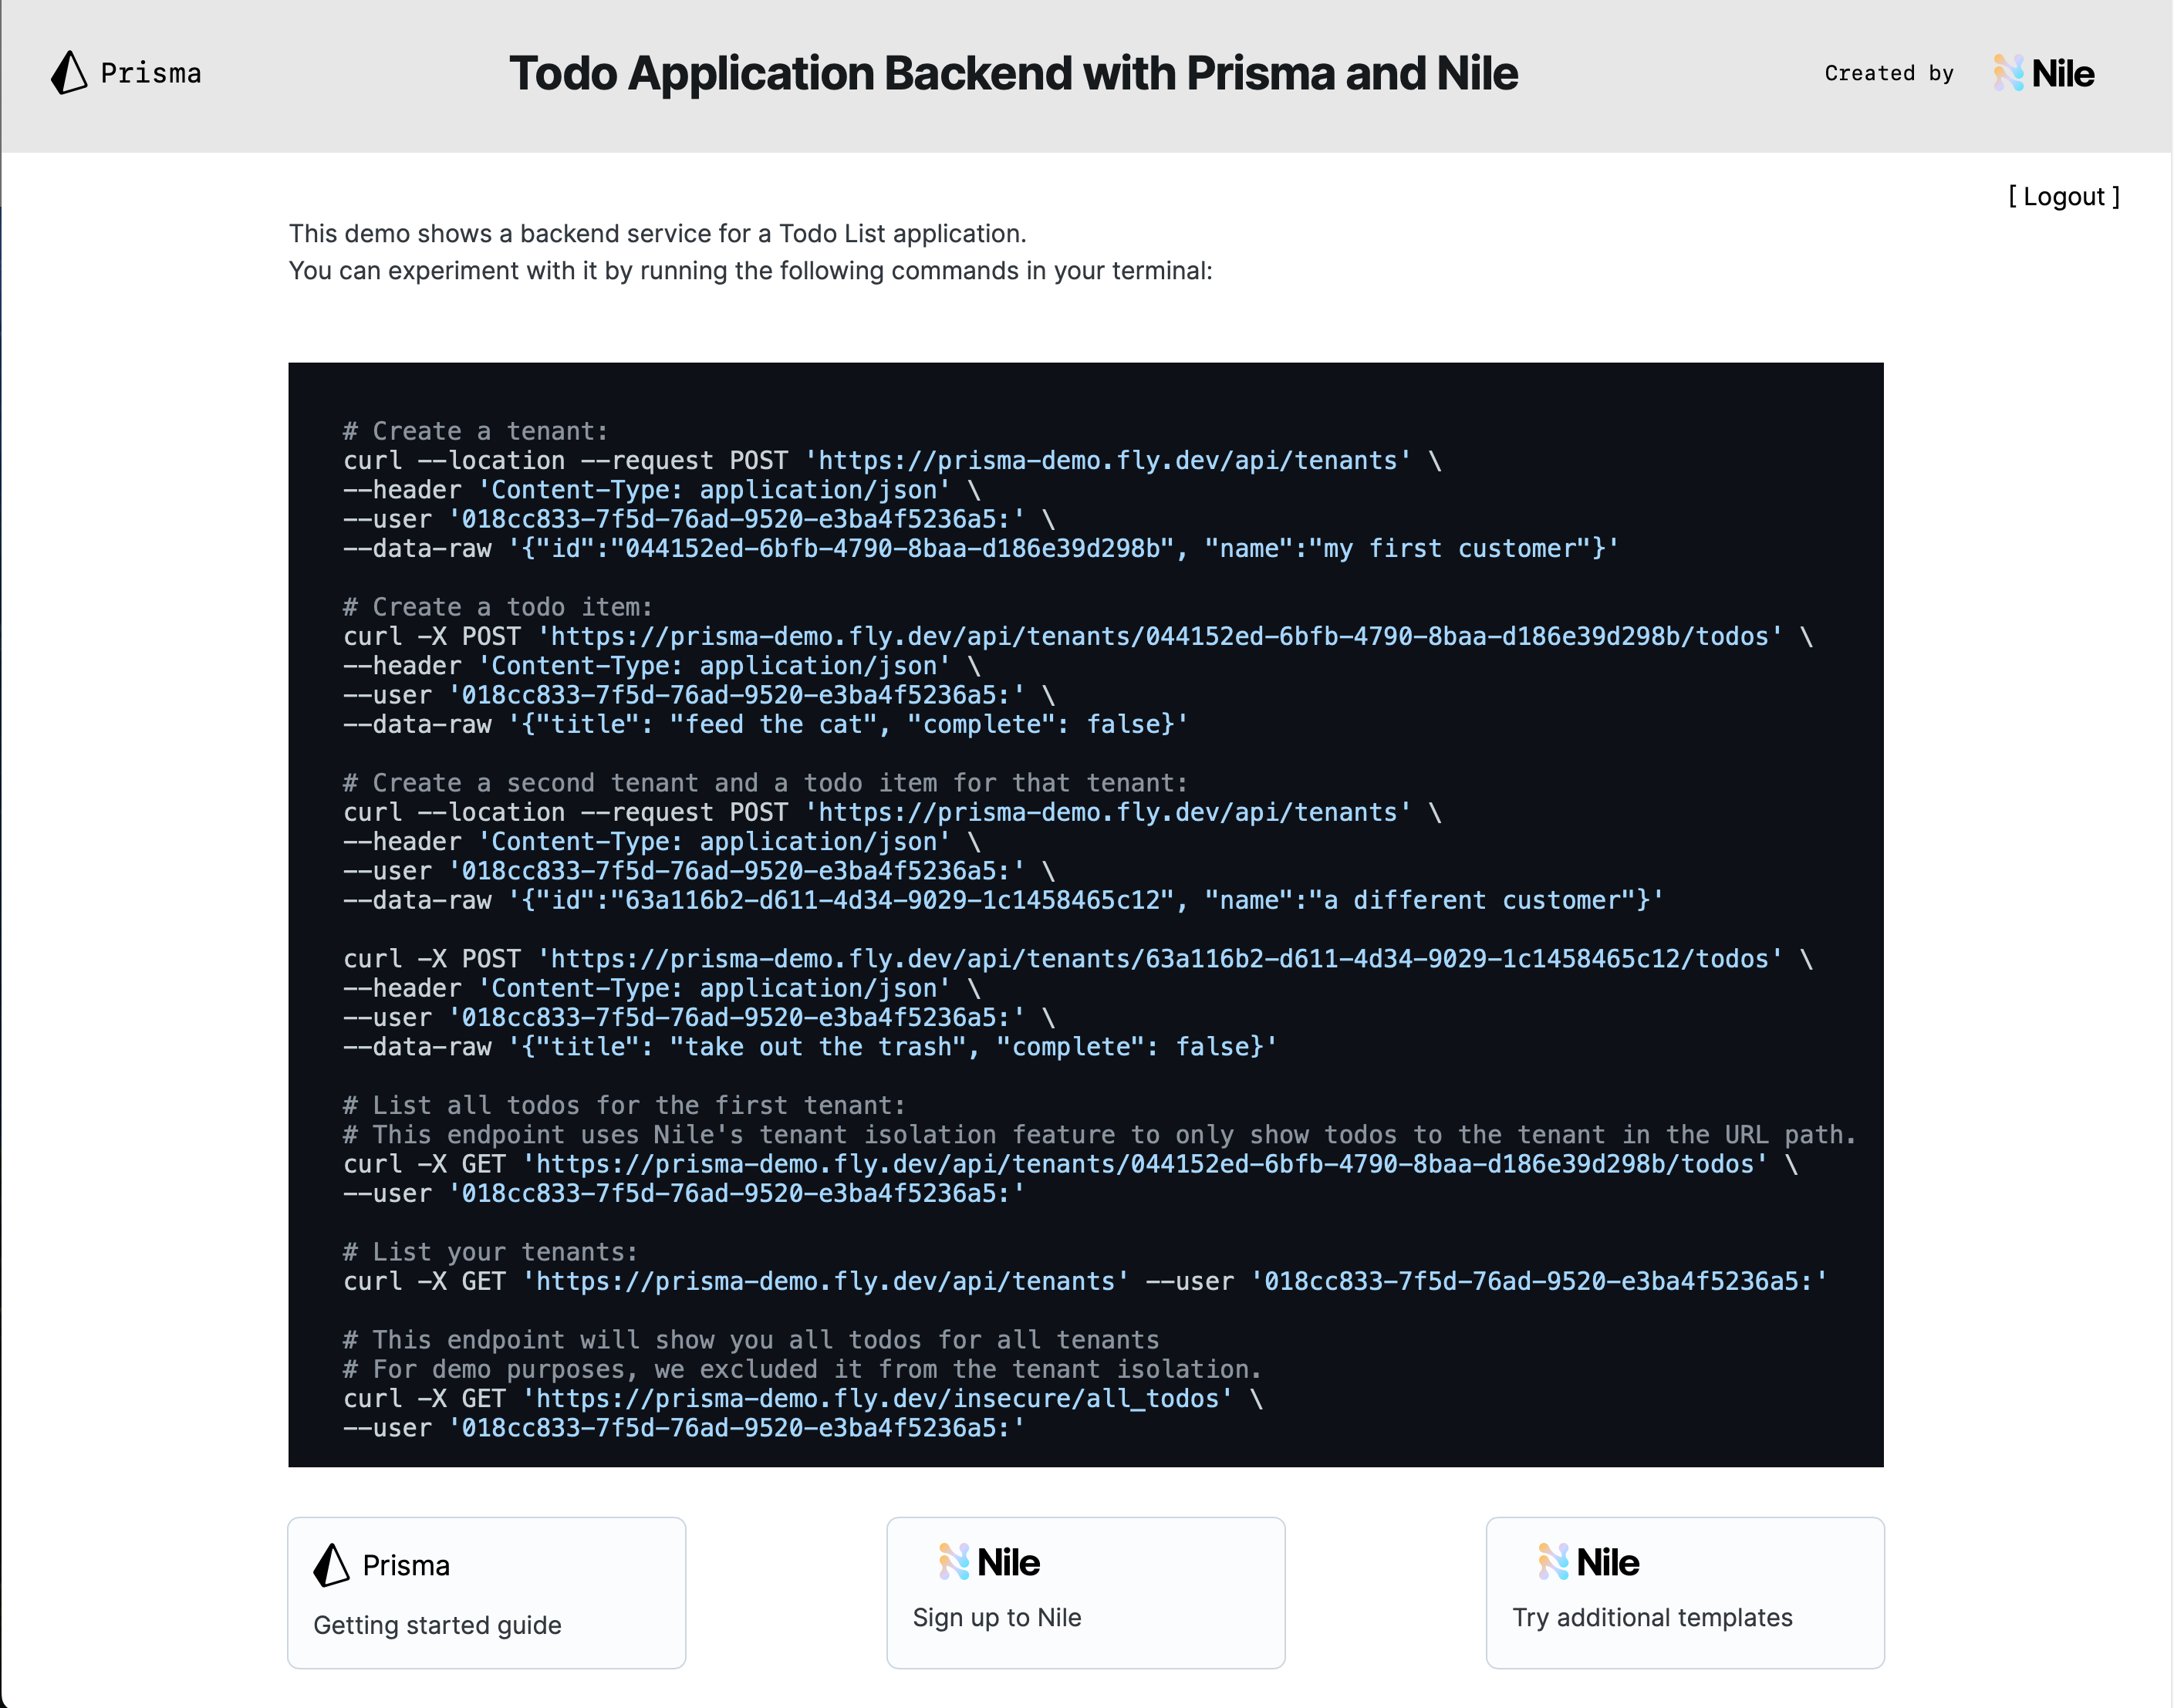 Prisma
Todo Application Backend with Prisma and Nile
Created by Nile
[ Logout ]
This demo shows a backend service for a Todo List application.
You can experiment with it by running the following commands in your terminal:
# Create a tenant:
curl --location --request POST 'https://prisma-demo.fly.dev/api/tenants' \
--header 'Content-Type: application/json' \
--user '018cc833-7f5d-76ad-9520-e3ba4f5236a5:' \
--data-raw '{"id":"044152ed-6bfb-4790-8baa-d186e39d298b", "name":"my first customer"}'
# Create a todo item:
curl -X POST 'https://prisma-demo.fly.dev/api/tenants/044152ed-6bfb-4790-8baa-d186e39d298b/todos' \
--header 'Content-Type: application/json' \
--user '018cc833-7f5d-76ad-9520-e3ba4f5236a5:' \
--data-raw '{"title": "feed the cat", "complete": false}'
# Create a second tenant and a todo item for that tenant:
curl --location --request POST 'https://prisma-demo.fly.dev/api/tenants' \
--header 'Content-Type: application/json' \
--user '018cc833-7f5d-76ad-9520-e3ba4f5236a5:' \
--data-raw '{"id":"63a116b2-d611-4d34-9029-1c1458465c12", "name":"a different customer"}'
curl -X POST 'https://prisma-demo.fly.dev/api/tenants/63a116b2-d611-4d34-9029-1c1458465c12/todos' \
--header 'Content-Type: application/json' \
--user '018cc833-7f5d-76ad-9520-e3ba4f5236a5:' \
--data-raw '{"title": "take out the trash", "complete": false}'
# List all todos for the first tenant:
# This endpoint uses Nile's tenant isolation feature to only show todos to the tenant in the URL path.
curl -X GET 'https://prisma-demo.fly.dev/api/tenants/044152ed-6bfb-4790-8baa-d186e39d298b/todos' \
--user '018cc833-7f5d-76ad-9520-e3ba4f5236a5:'
# List your tenants:
curl -X GET 'https://prisma-demo.fly.dev/api/tenants' --user '018cc833-7f5d-76ad-9520-e3ba4f5236a5:'
# This endpoint will show you all todos for all tenants
# For demo purposes, we excluded it from the tenant isolation.
curl -X GET 'https://prisma-demo.fly.dev/insecure/all_todos' \
--user '018cc833-7f5d-76ad-9520-e3ba4f5236a5:'
Prisma
Getting started guide
Nile
Sign up to Nile
Nile
Try additional templates